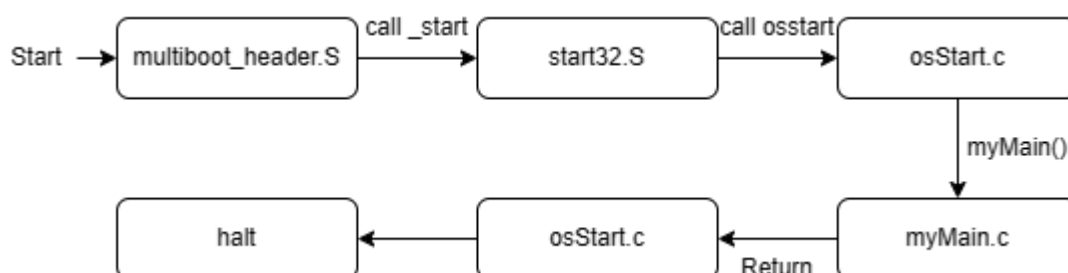 Start
multiboot_header.S
call _start
start32.S
call osstart
osStart.c
myMain()
myMain.c
Return
osStart.c
halt